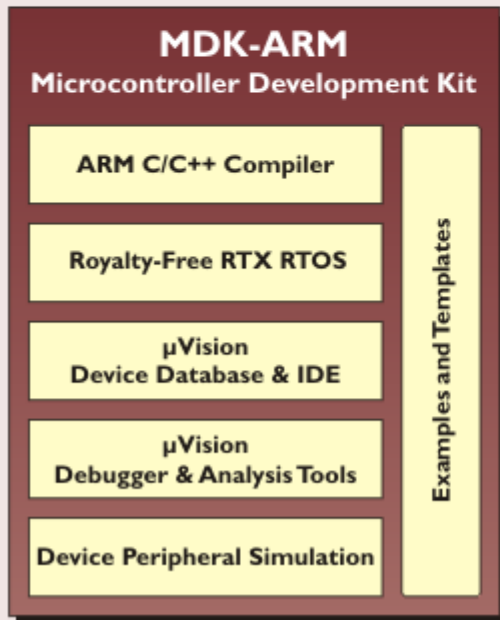 MDK-ARM
Microcontroller Development Kit
ARM C/C++ Compiler
Royalty-Free RTX RTOS
µVision
Device Database & IDE
µVision
Debugger & Analysis Tools
Device Peripheral Simulation
Examples and Templates